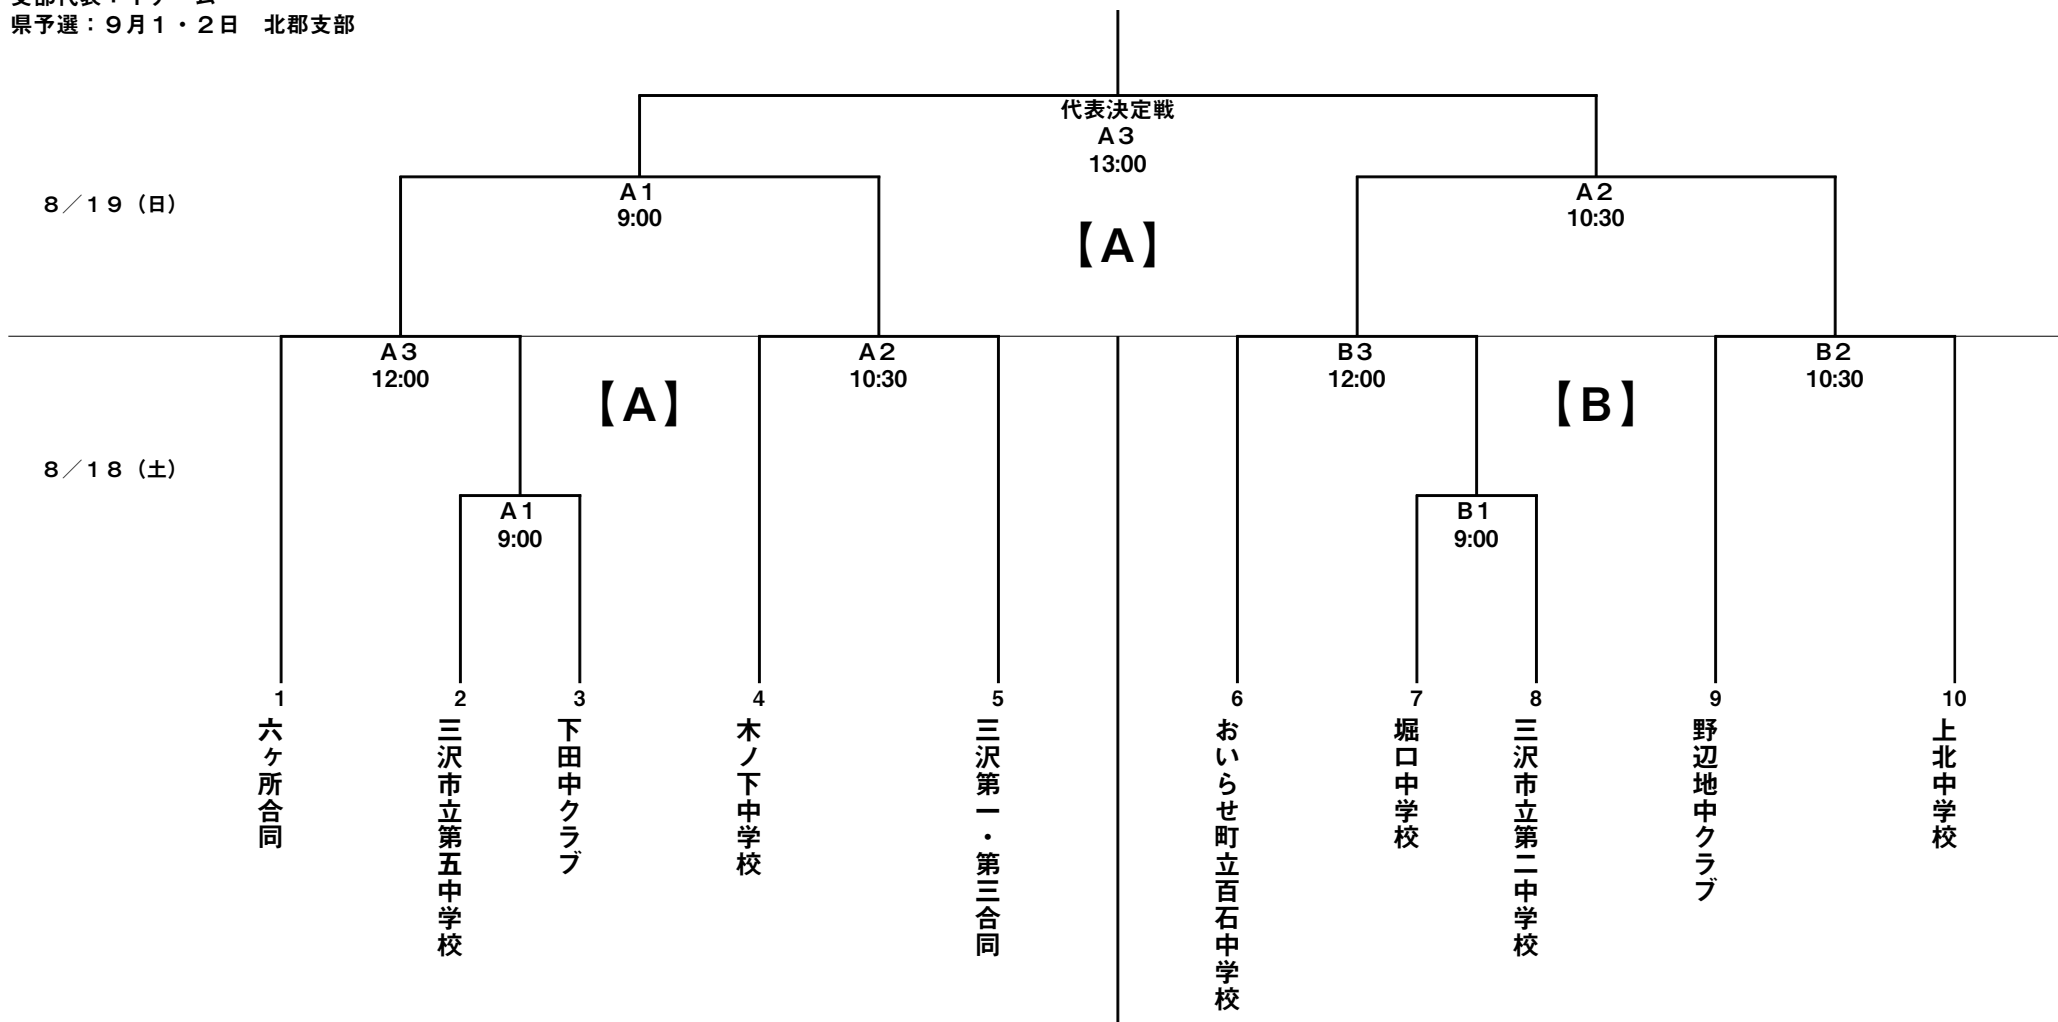 県予選：９月１・２日　北郡支部
代表決定戦
Ａ３
13:00
８／１９（日）
Ａ１
9:00
Ａ２
10:30
【Ａ】
Ａ３
12:00
Ａ２
10:30
Ｂ３
12:00
Ｂ２
10:30
【Ａ】
【Ｂ】
８／１８（土）
Ａ１
9:00
Ｂ１
9:00
1
六ヶ所合同
2
三沢市立第五中学校
3
下田中クラブ
4
木ノ下中学校
5
三沢第一・第三合同
6
おいらせ町立百石中学校
7
堀口中学校
8
三沢市立第二中学校
9
野辺地中クラブ
10
上北中学校